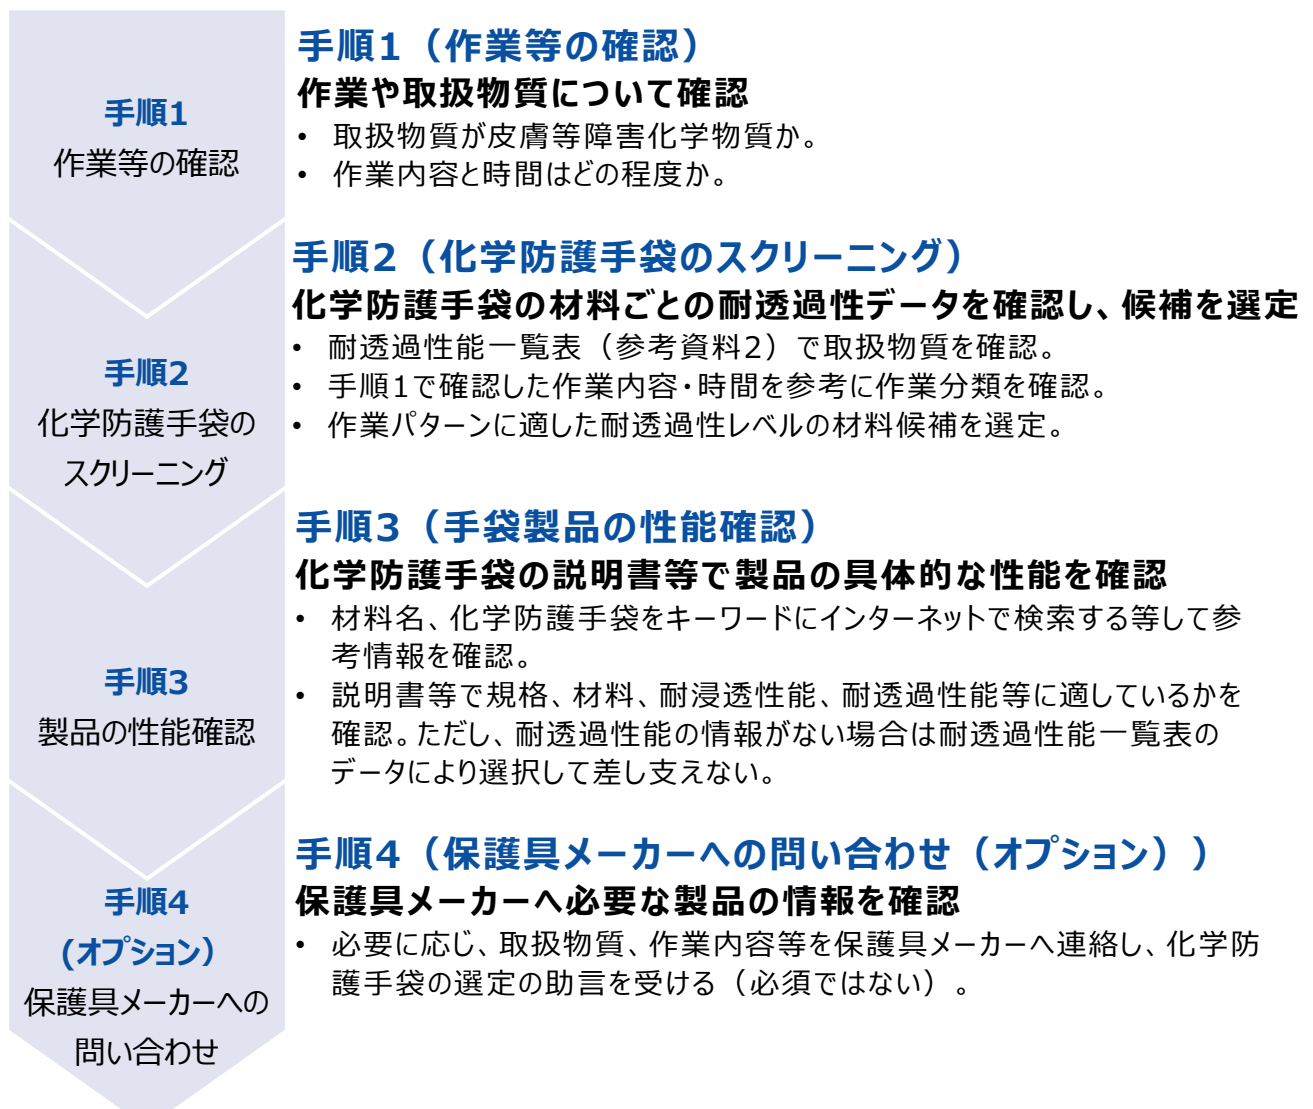 手順1
作業等の確認
手順1（作業等の確認）
作業や取扱物質について確認
• 取扱物質が皮膚等障害化学物質か。
• 作業内容と時間はどの程度か。
手順2
化学防護手袋の
スクリーニング
手順2（化学防護手袋のスクリーニング）
化学防護手袋の材料ごとの耐透過性データを確認し、候補を選定
• 耐透過性能一覧表（参考資料2）で取扱物質を確認。
• 手順1で確認した作業内容・時間を参考に作業分類を確認。
• 作業パターンに適した耐透過性レベルの材料候補を選定。
手順3
製品の性能確認
手順3（手袋製品の性能確認）
化学防護手袋の説明書等で製品の具体的な性能を確認
• 材料名、化学防護手袋をキーワードにインターネットで検索する等して参
考情報を確認。
• 説明書等で規格、材料、耐浸透性能、耐透過性能等に適しているかを
確認。ただし、耐透過性能の情報がない場合は耐透過性能一覧表の
データにより選択して差し支えない。
手順4
(オプション）
保護具メーカーへの
問い合わせ
手順4（保護具メーカーへの問い合わせ（オプション））
保護具メーカーへ必要な製品の情報を確認
• 必要に応じ、取扱物質、作業内容等を保護具メーカーへ連絡し、化学防
護手袋の選定の助言を受ける（必須ではない）。